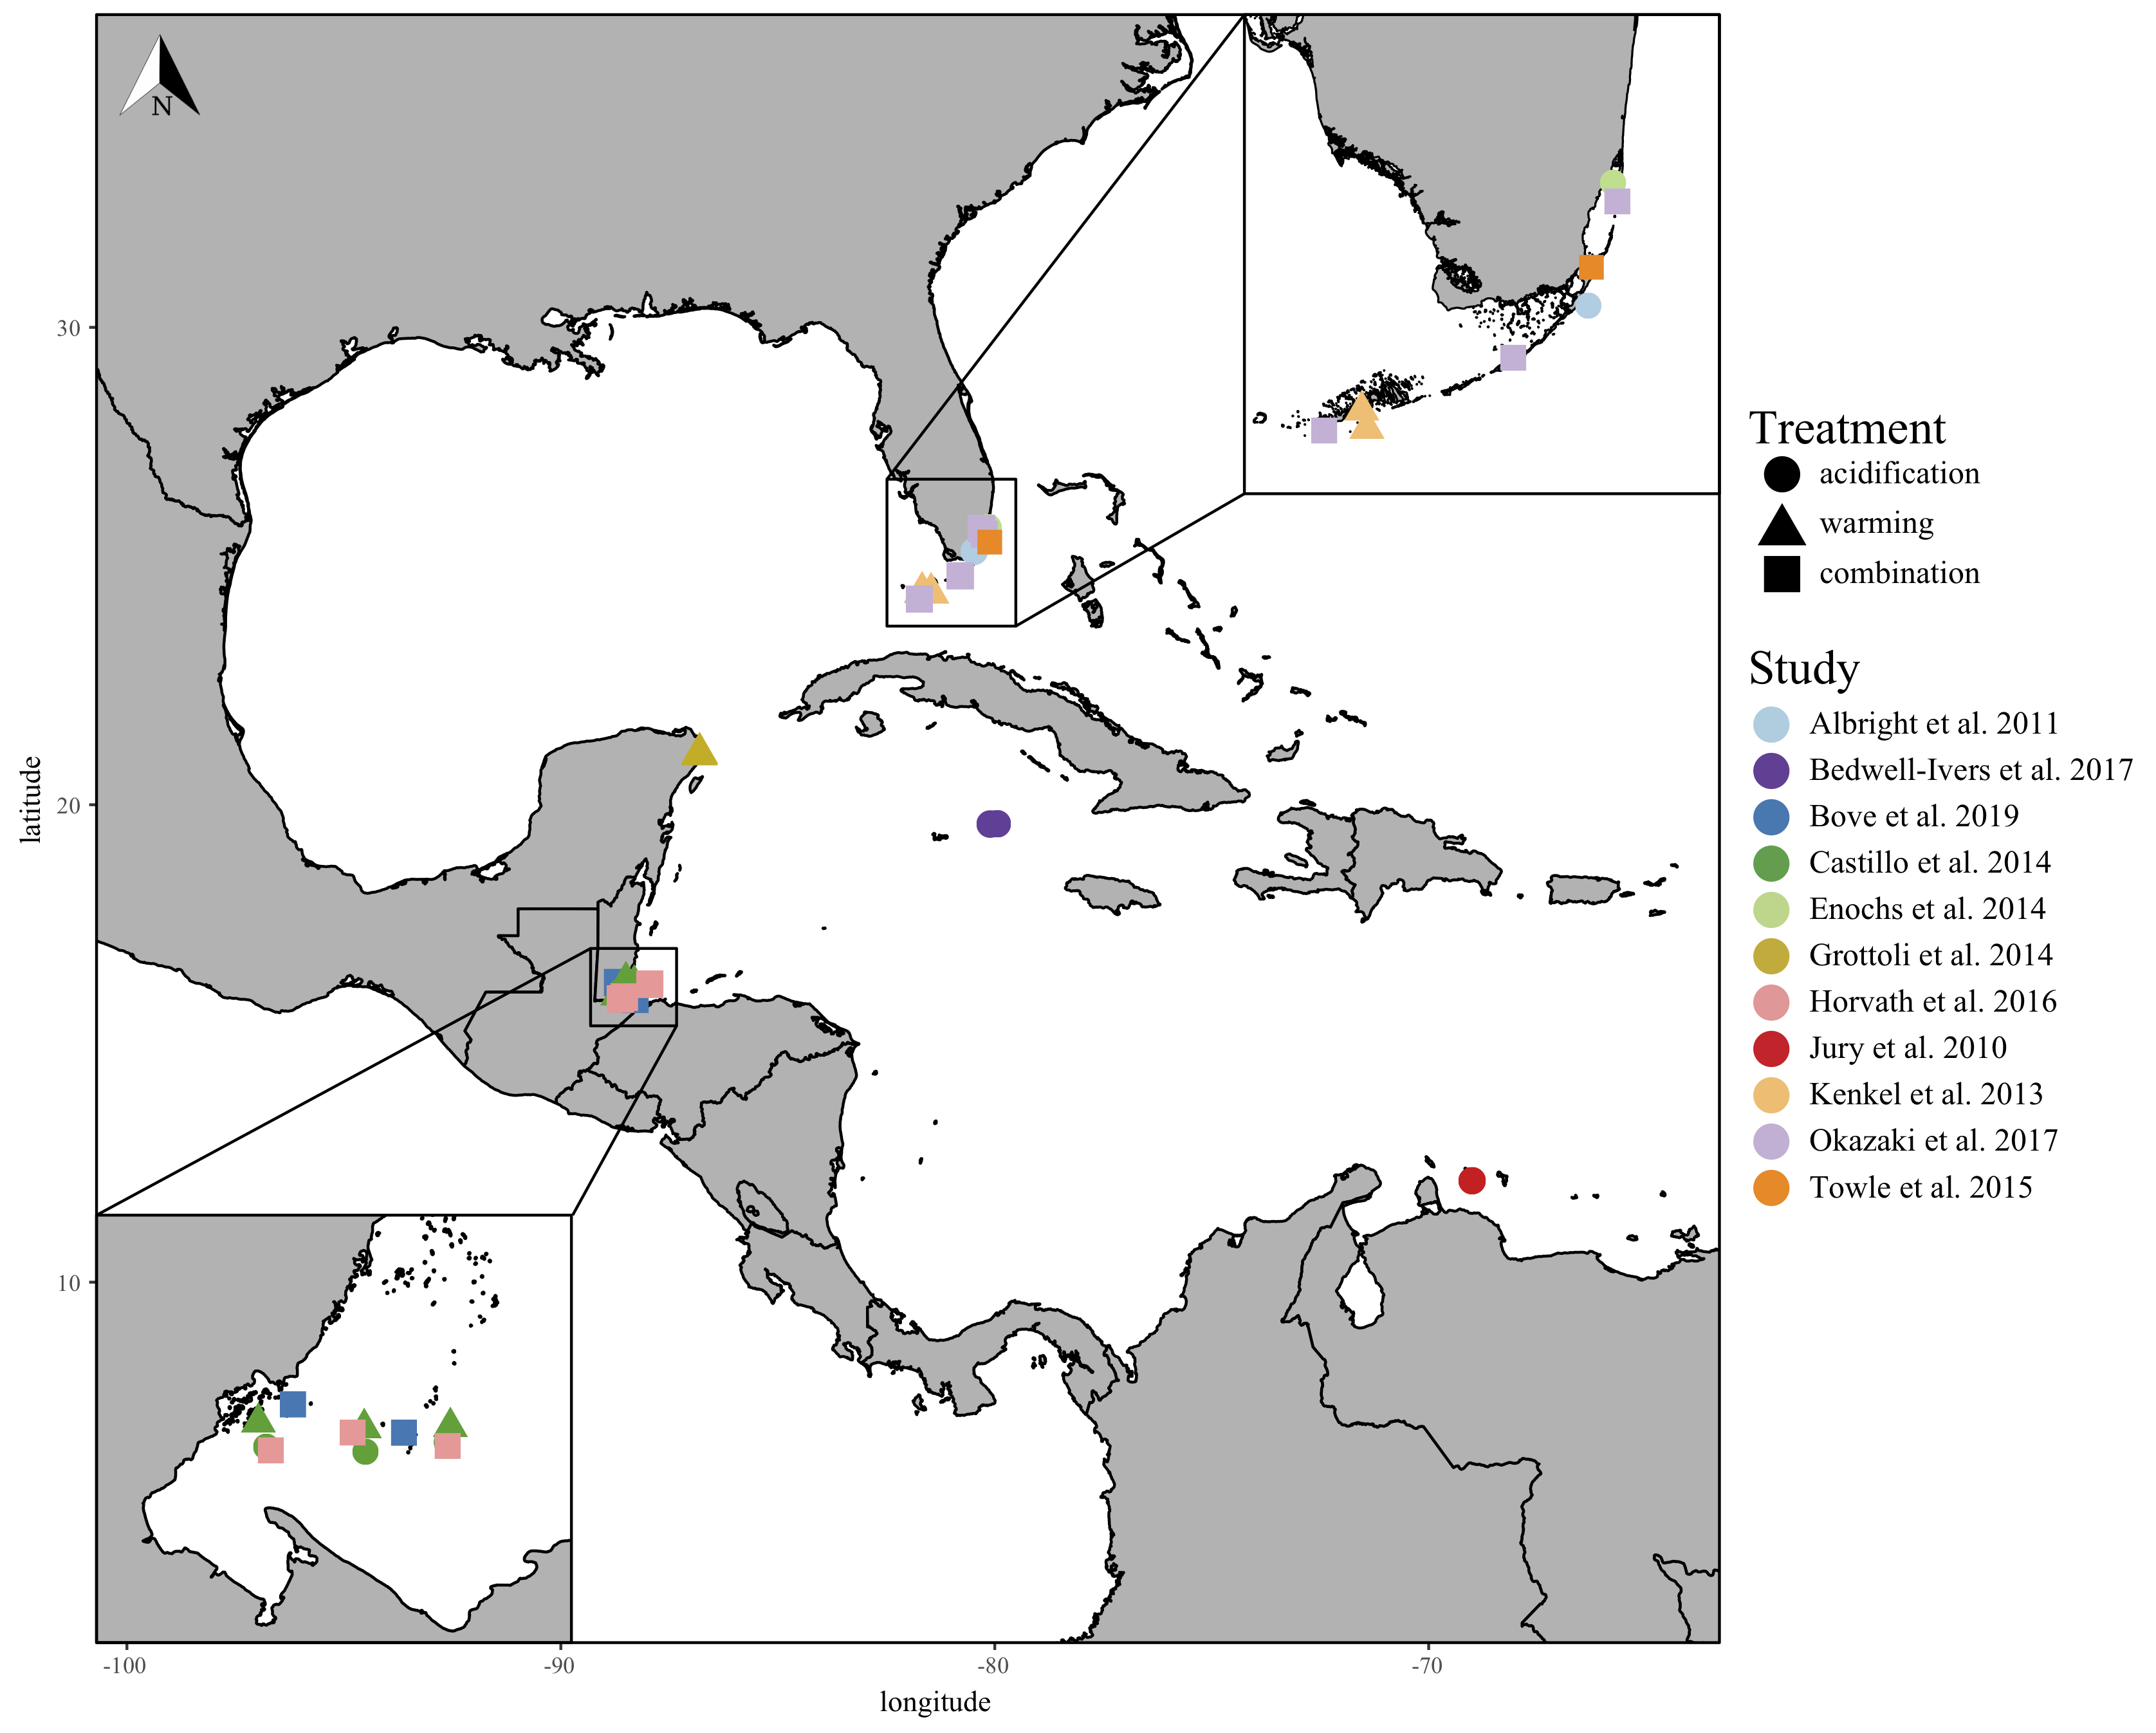 N
30
20
10
latitude
-100
-90
-80
-70
longitude
Treatment
acidification
warming
combination
Study
Albright et al. 2011
Bedwell-Ivers et al. 2017
Bove et al. 2019
Castillo et al. 2014
Enochs et al. 2014
Grottoli et al. 2014
Horvath et al. 2016
Jury et al. 2010
Kenkel et al. 2013
Okazaki et al. 2017
Towle et al. 2015